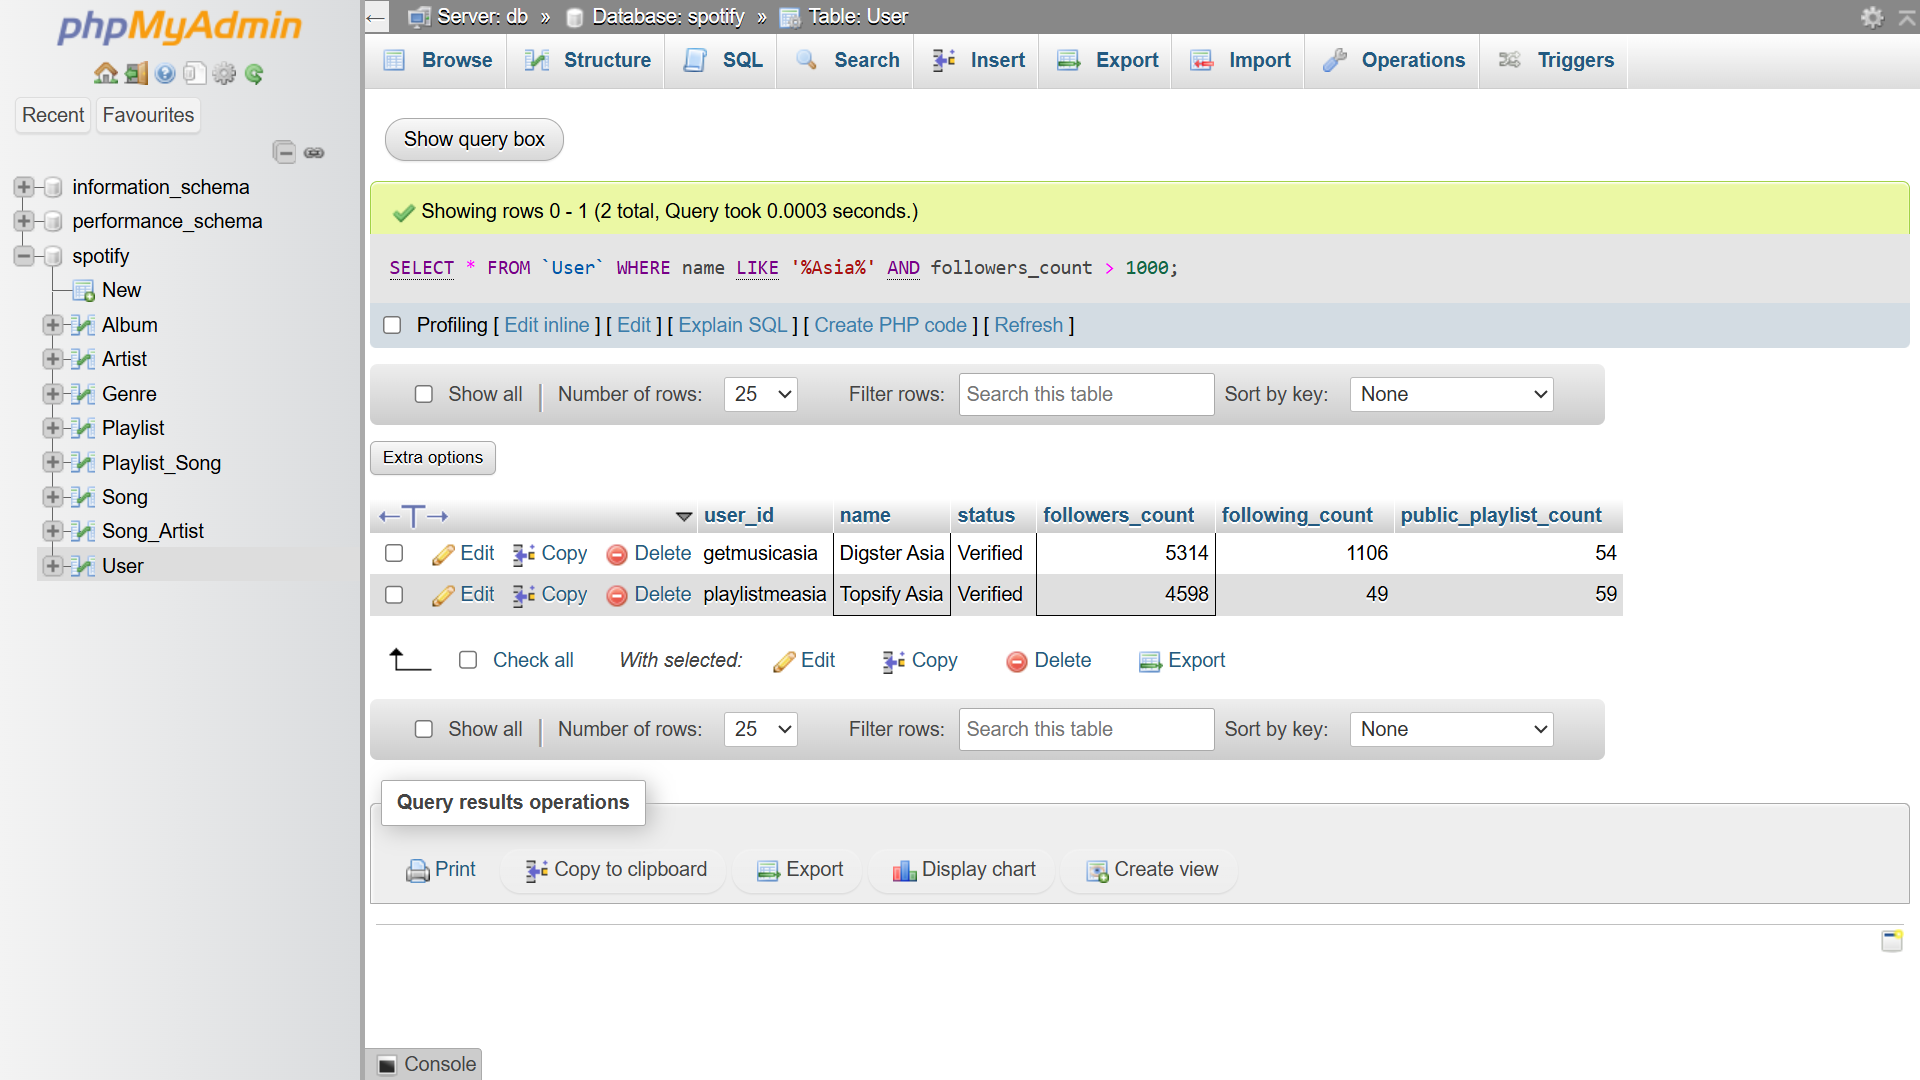 phpMyAdmin
Recent
Favourites
information_schema
performance_schema
spotify
New
Album
Artist
Genre
Playlist
Playlist_Song
Song
Song_Artist
User
Server: db » Database: spotify » Table: User
Browse Structure SQL Search Insert Export Import Operations Triggers
Show query box
Showing rows 0 - 1 (2 total, Query took 0.0003 seconds.)
SELECT * FROM `User` WHERE name LIKE '%Asia%' AND followers_count > 1000;
Profiling [ Edit inline ] [ Edit ] [ Explain SQL ] [ Create PHP code ] [ Refresh ]
Show all Number of rows: 25 Filter rows: Search this table Sort by key: None
Extra options
user_id name status followers_count following_count public_playlist_count
Edit Copy Delete getmusicasia Digster Asia Verified 5314 1106 54
Edit Copy Delete playlistmeasia Topsify Asia Verified 4598 49 59
Check all With selected: Edit Copy Delete Export
Show all Number of rows: 25 Filter rows: Search this table Sort by key: None
Query results operations
Print Copy to clipboard Export Display chart Create view
Console